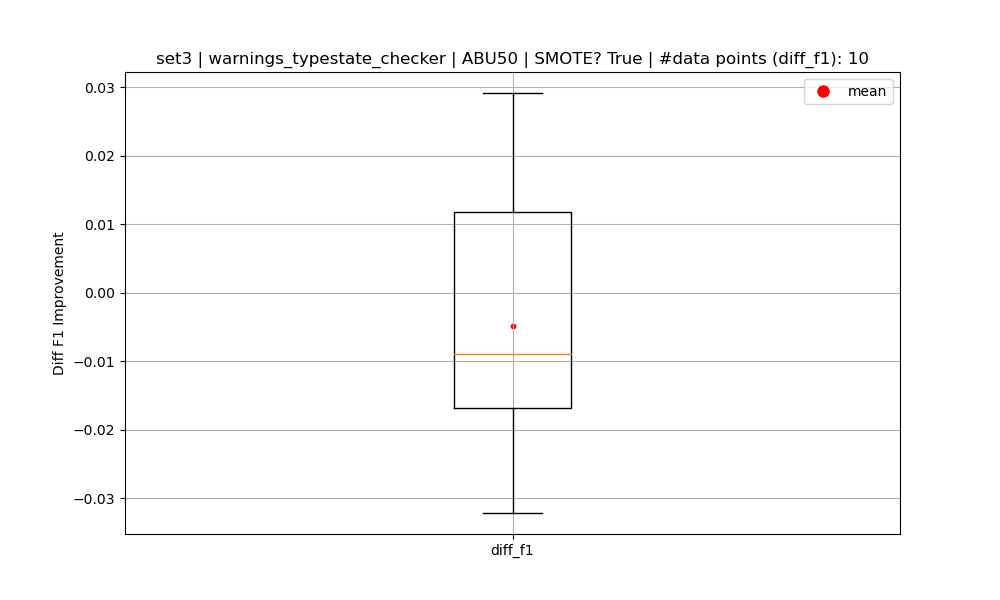 set3 | warnings_typestate_checker | ABU50 | SMOTE? True | #data points (diff_f1): 10
mean
0.03
0.02
0.01
0.00
−0.01
−0.02
−0.03
Diff F1 Improvement
diff_f1